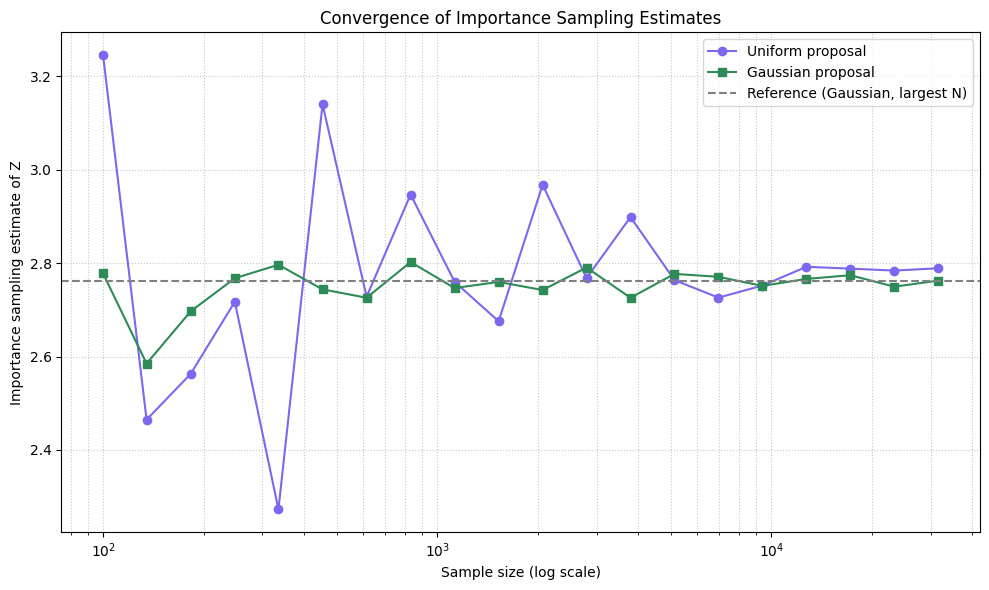 Convergence of Importance Sampling Estimates
Uniform proposal
Gaussian proposal
Reference (Gaussian, largest N)
Importance sampling estimate of Z
3.2
3.0
2.8
2.6
2.4
10²
10³
10⁴
Sample size (log scale)